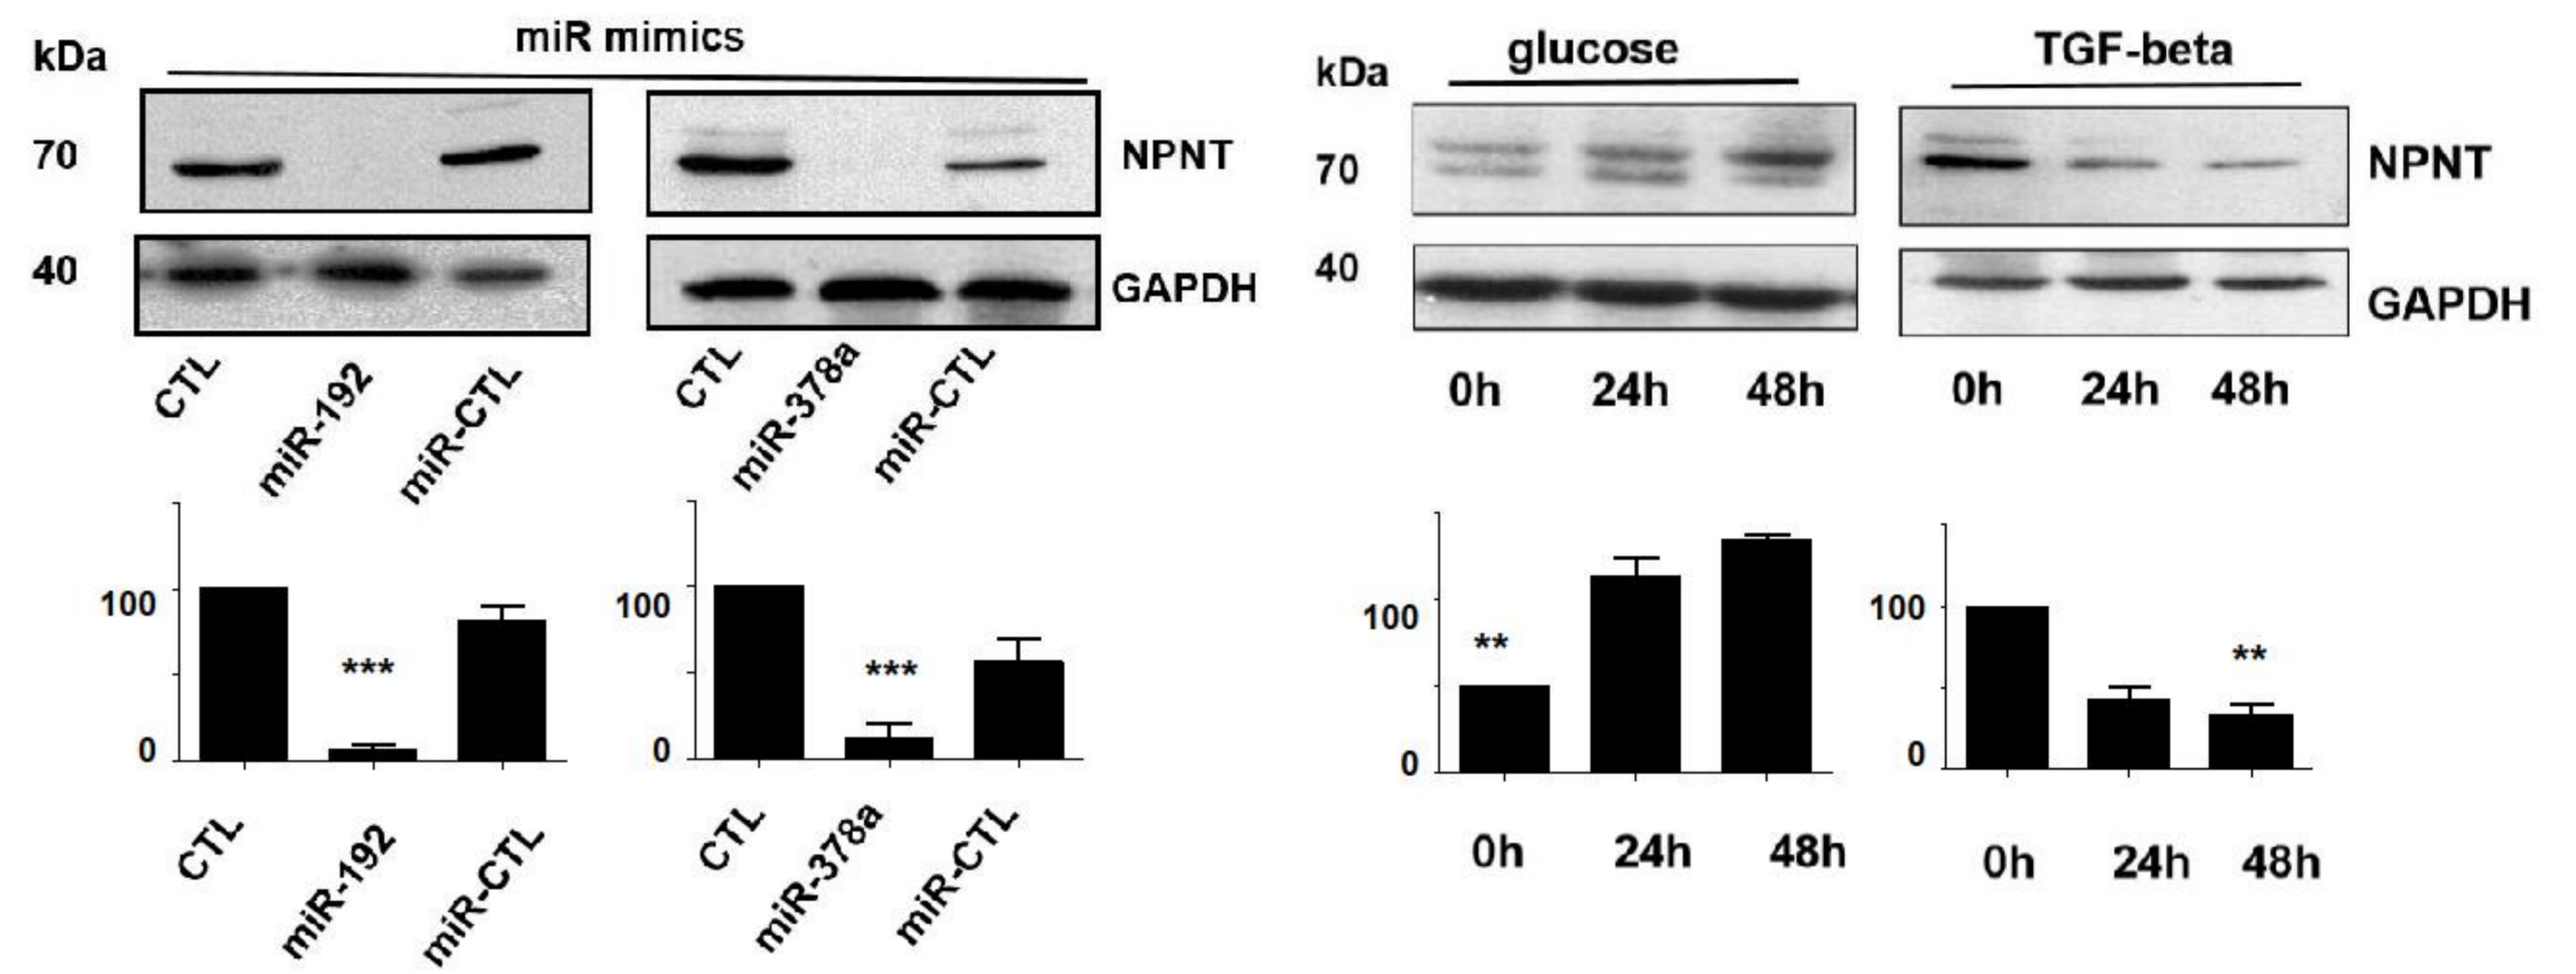 miR mimics
kDa
70
40
NPNT
GAPDH
CTL miR-192 miR-CTL
CTL miR-378a miR-CTL
100
***
0
CTL miR-192 miR-CTL
100
***
0
CTL miR-378a miR-CTL
glucose
TGF-beta
kDa
70
40
NPNT
GAPDH
0h 24h 48h
0h 24h 48h
100
**
0
0h 24h 48h
100
**
0
0h 24h 48h